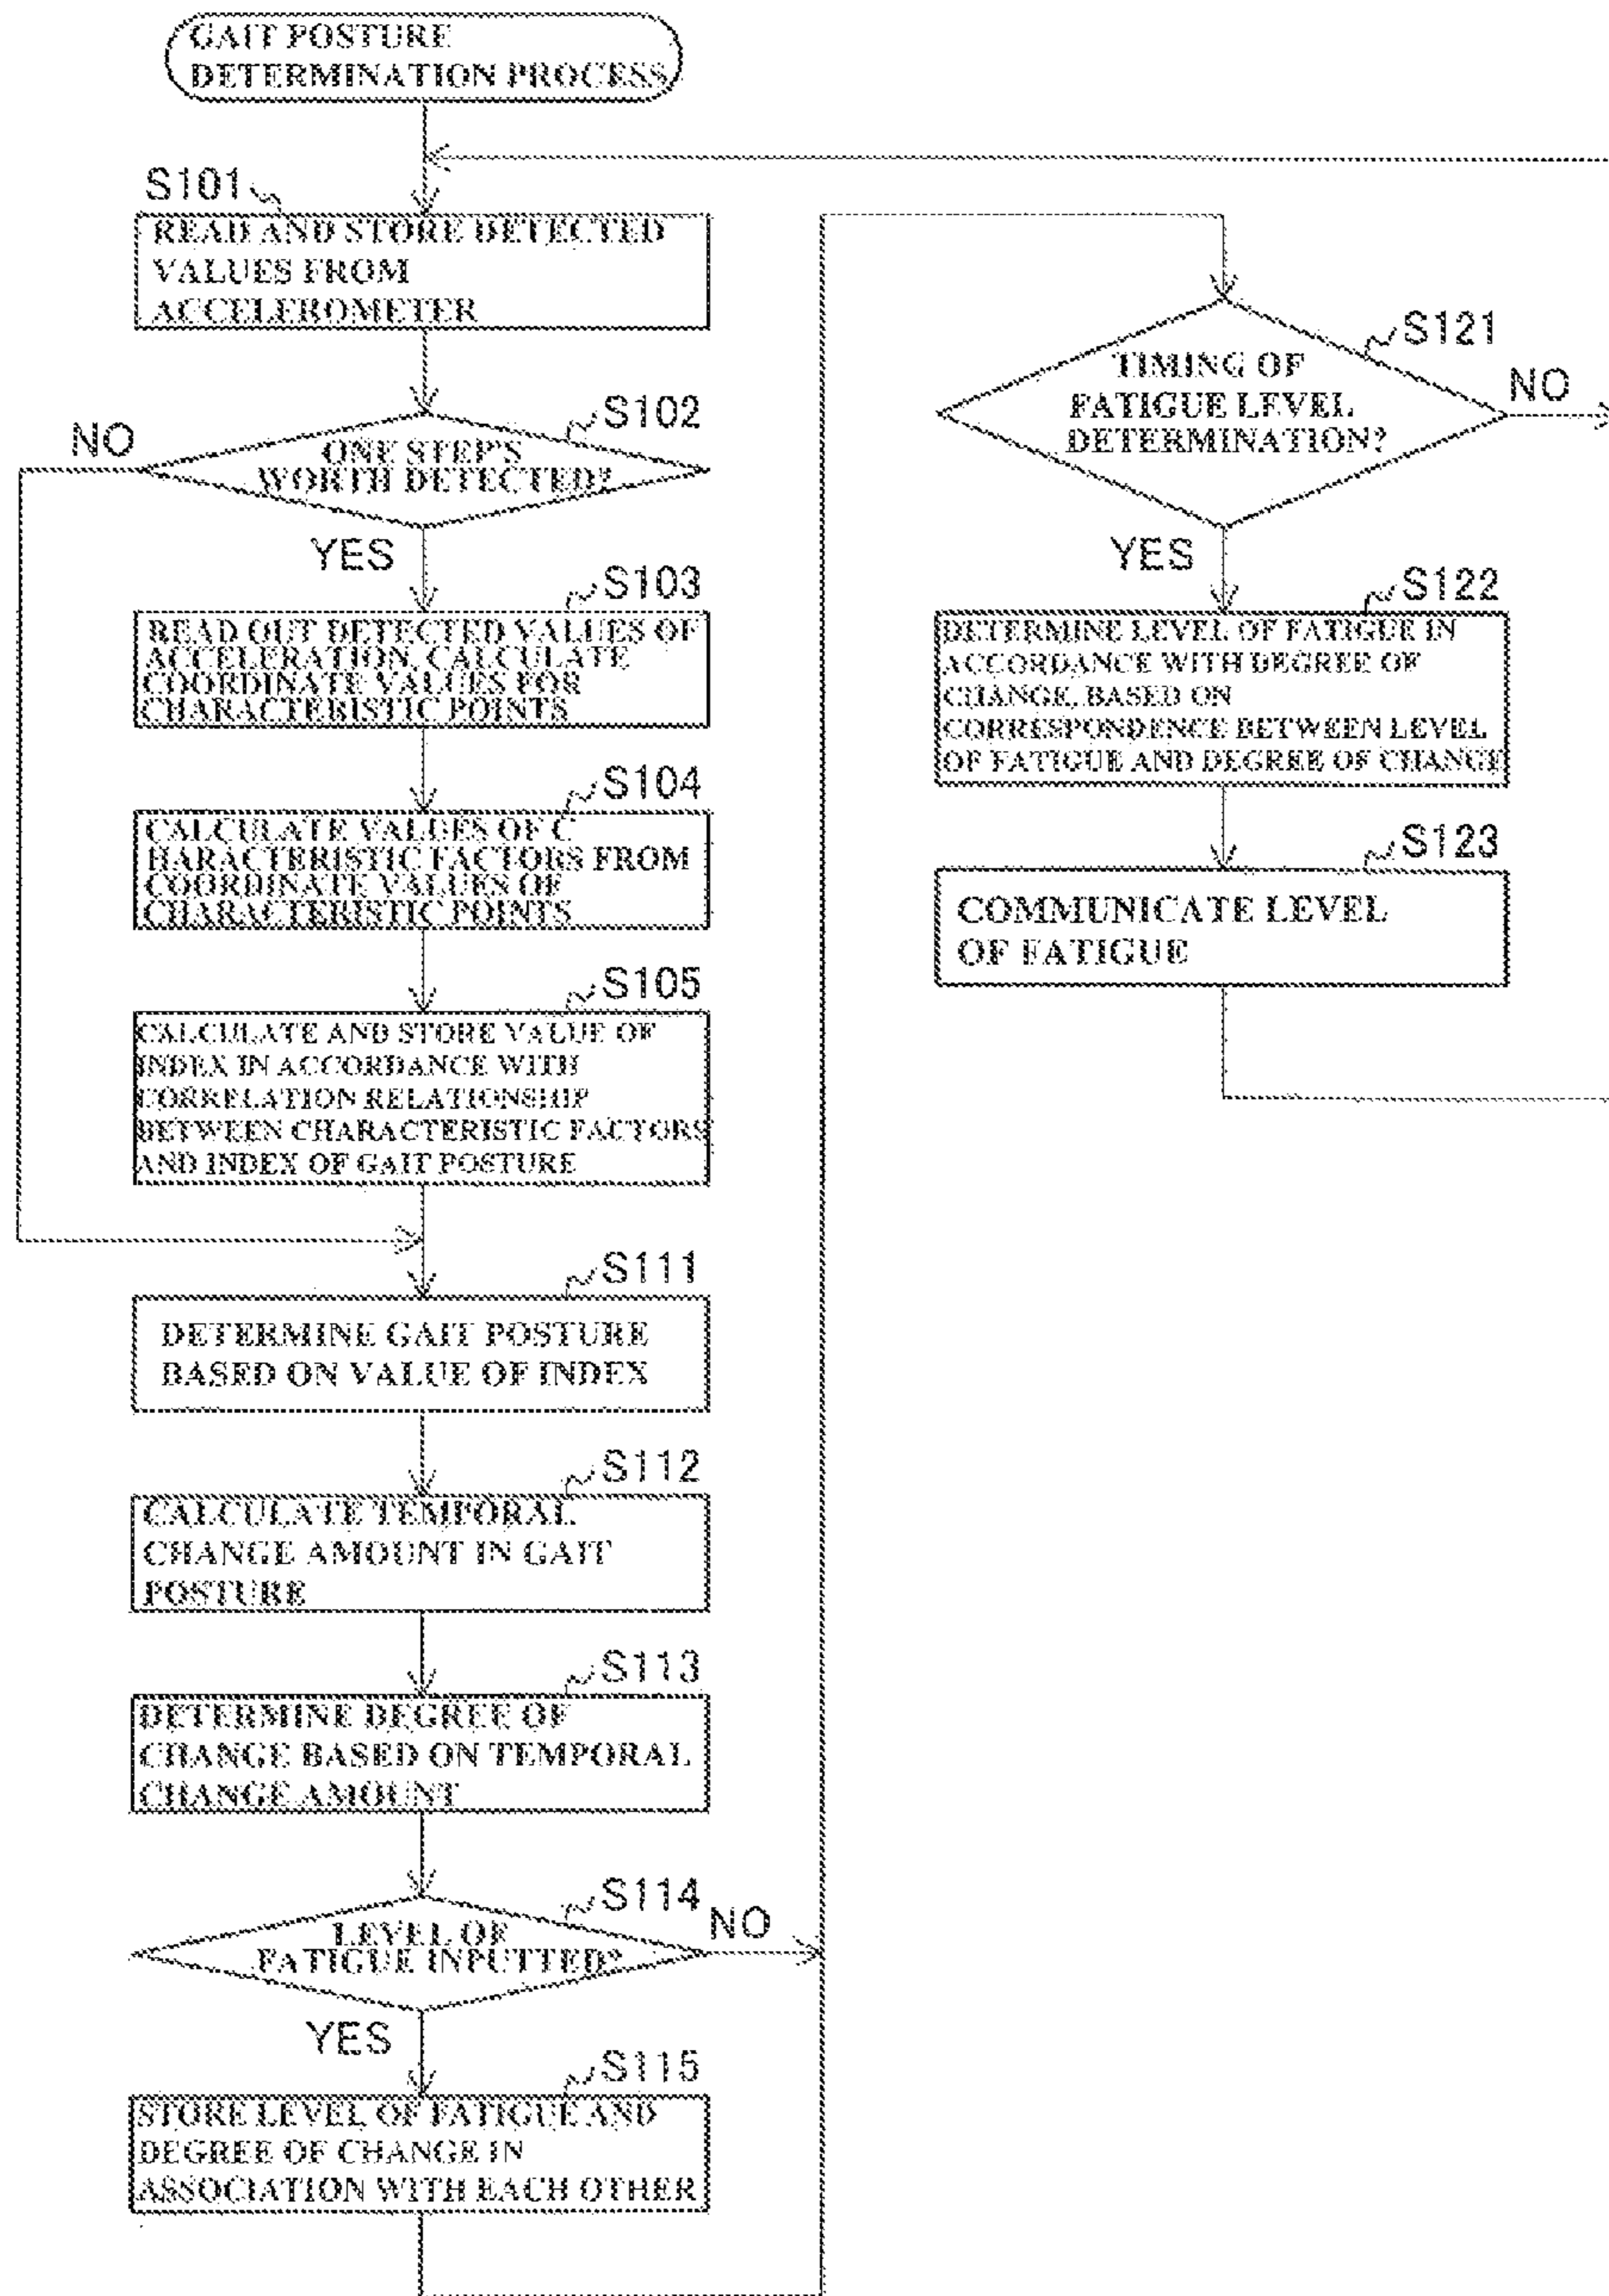 GAIT POSTURE
DETERMINATION PROCESS
S101
READ AND STORE DETECTED
VALUES FROM
ACCELEROMETER
S102
NO
ONE STEP'S
WORTH DETECTED?
YES
S103
READ OUT DETECTED VALUES OF
ACCELERATION, CALCULATE
COORDINATE VALUES FOR
CHARACTERISTIC POINTS
S104
CALCULATE VALUES OF C
HARACTERISTIC FACTORS FROM
COORDINATE VALUES OF
CHARACTERISTIC POINTS
S105
CALCULATE AND STORE VALUE OF
INDEX IN ACCORDANCE WITH
CORRELATION RELATIONSHIP
BETWEEN CHARACTERISTIC FACTORS
AND INDEX OF GAIT POSTURE
S111
DETERMINE GAIT POSTURE
BASED ON VALUE OF INDEX
S112
CALCULATE TEMPORAL
CHANGE AMOUNT IN GAIT
POSTURE
S113
DETERMINE DEGREE OF
CHANGE BASED ON TEMPORAL
CHANGE AMOUNT
S114
NO
LEVEL OF
FATIGUE INPUTTED?
YES
S115
STORE LEVEL OF FATIGUE AND
DEGREE OF CHANGE IN
ASSOCIATION WITH EACH OTHER
S121
TIMING OF
FATIGUE LEVEL
DETERMINATION?
NO
YES
S122
DETERMINE LEVEL OF FATIGUE IN
ACCORDANCE WITH DEGREE OF
CHANGE, BASED ON
CORRESPONDENCE BETWEEN LEVEL
OF FATIGUE AND DEGREE OF CHANGE
S123
COMMUNICATE LEVEL
OF FATIGUE